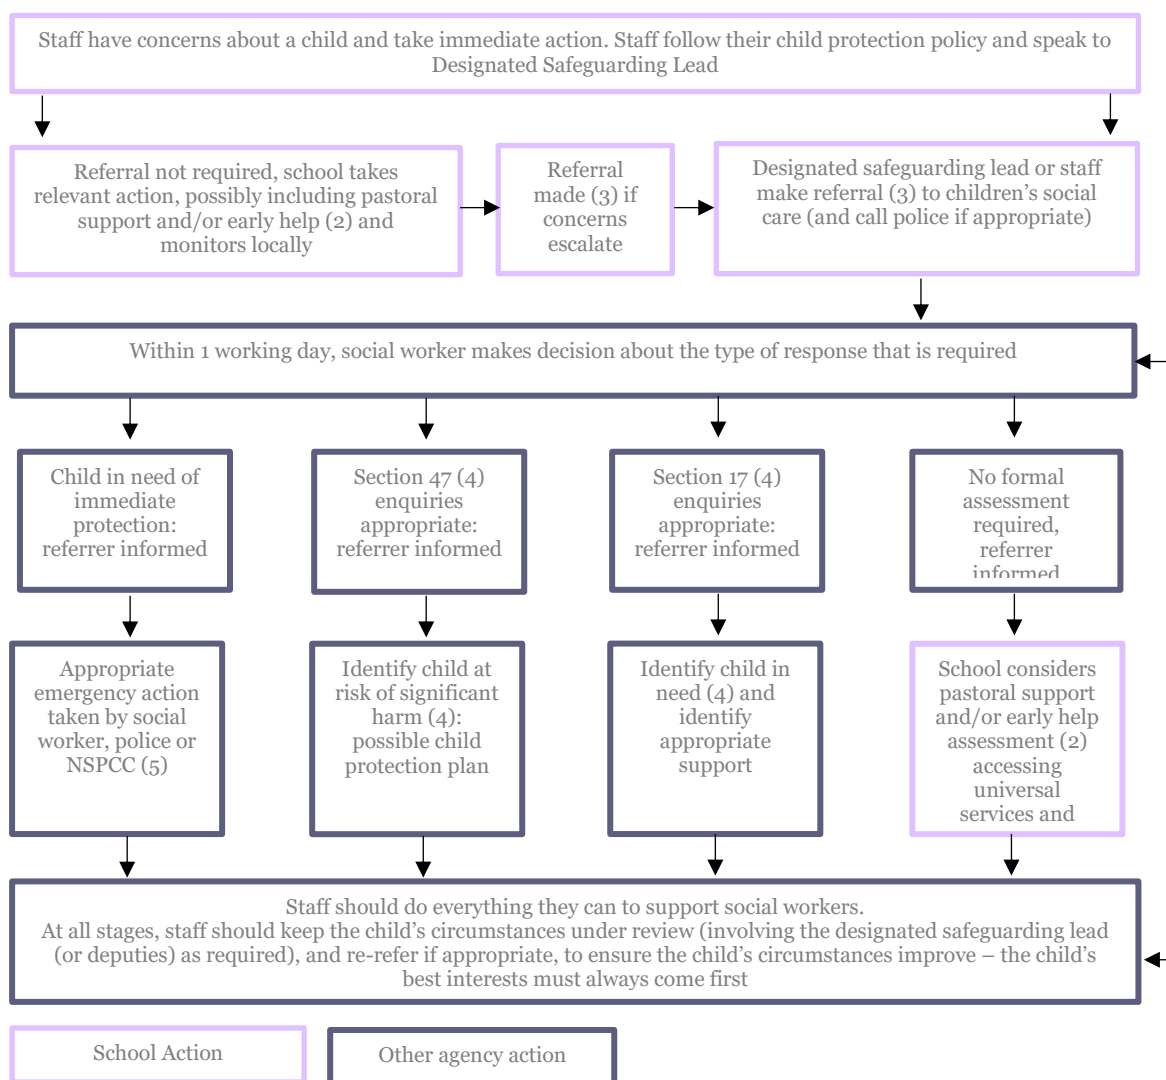 Staff have concerns about a child and take immediate action. Staff follow their child protection policy and speak to
Designated Safeguarding Lead
Referral not required, school takes
relevant action, possibly including pastoral
support and/or early help (2) and
monitors locally
Referral
made (3) if
concerns
escalate
Designated safeguarding lead or staff
make referral (3) to children’s social
care (and call police if appropriate)
Within 1 working day, social worker makes decision about the type of response that is required
Child in need of
immediate
protection:
referrer informed
Section 47 (4)
enquiries
appropriate:
referrer informed
Section 17 (4)
enquiries
appropriate:
referrer informed
No formal
assessment
required,
referrer
informed
Appropriate
emergency action
taken by social
worker, police or
NSPCC (5)
Identify child at
risk of significant
harm (4):
possible child
protection plan
Identify child in
need (4) and
identify
appropriate
support
School considers
pastoral support
and/or early help
assessment (2)
accessing
universal
services and
Staff should do everything they can to support social workers.
At all stages, staff should keep the child’s circumstances under review (involving the designated safeguarding lead
(or deputies) as required), and re-refer if appropriate, to ensure the child’s circumstances improve – the child’s
best interests must always come first
School Action
Other agency action